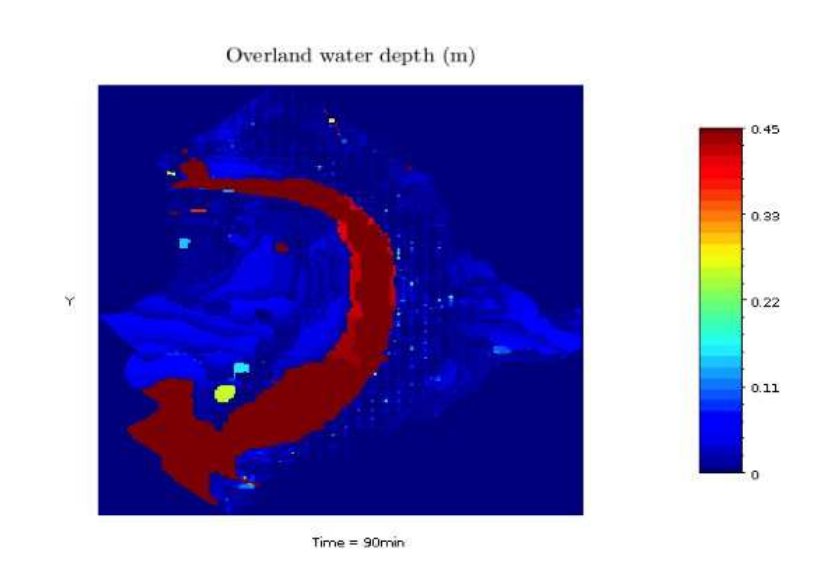 Overland water depth (m)
0.45
0.33
0.22
0.11
0
Y
Time = 90min